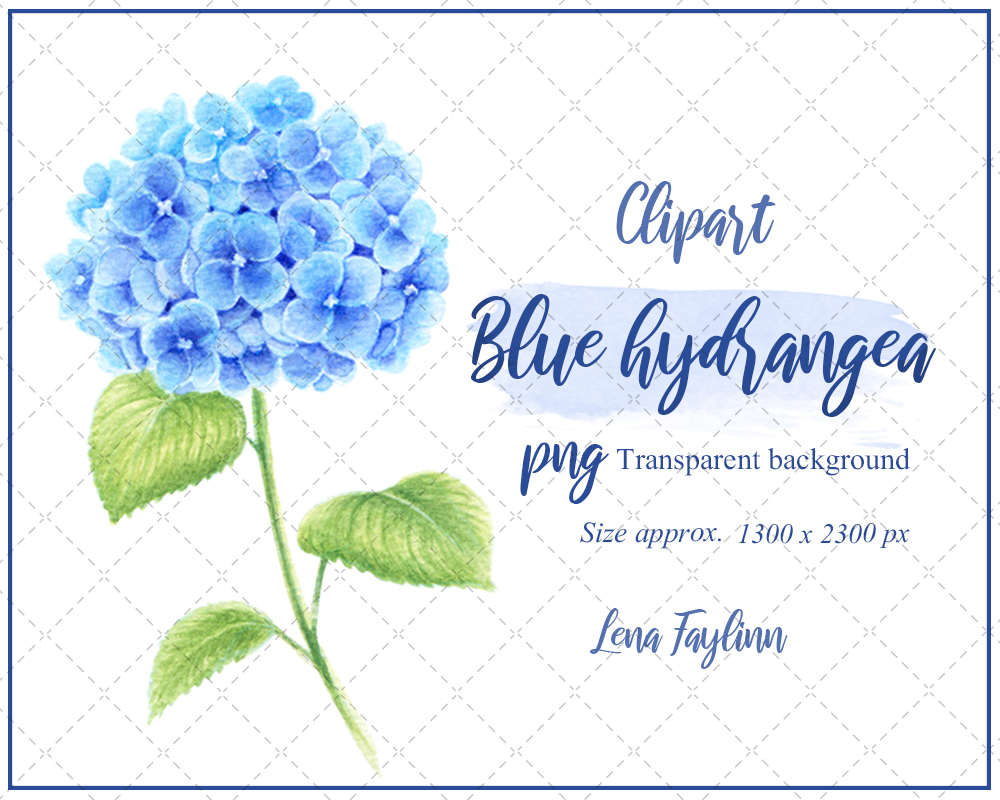 Clipart
Blue hydrangea
png Transparent background
Size approx. 1300 x 2300 px
Lena Faylinn